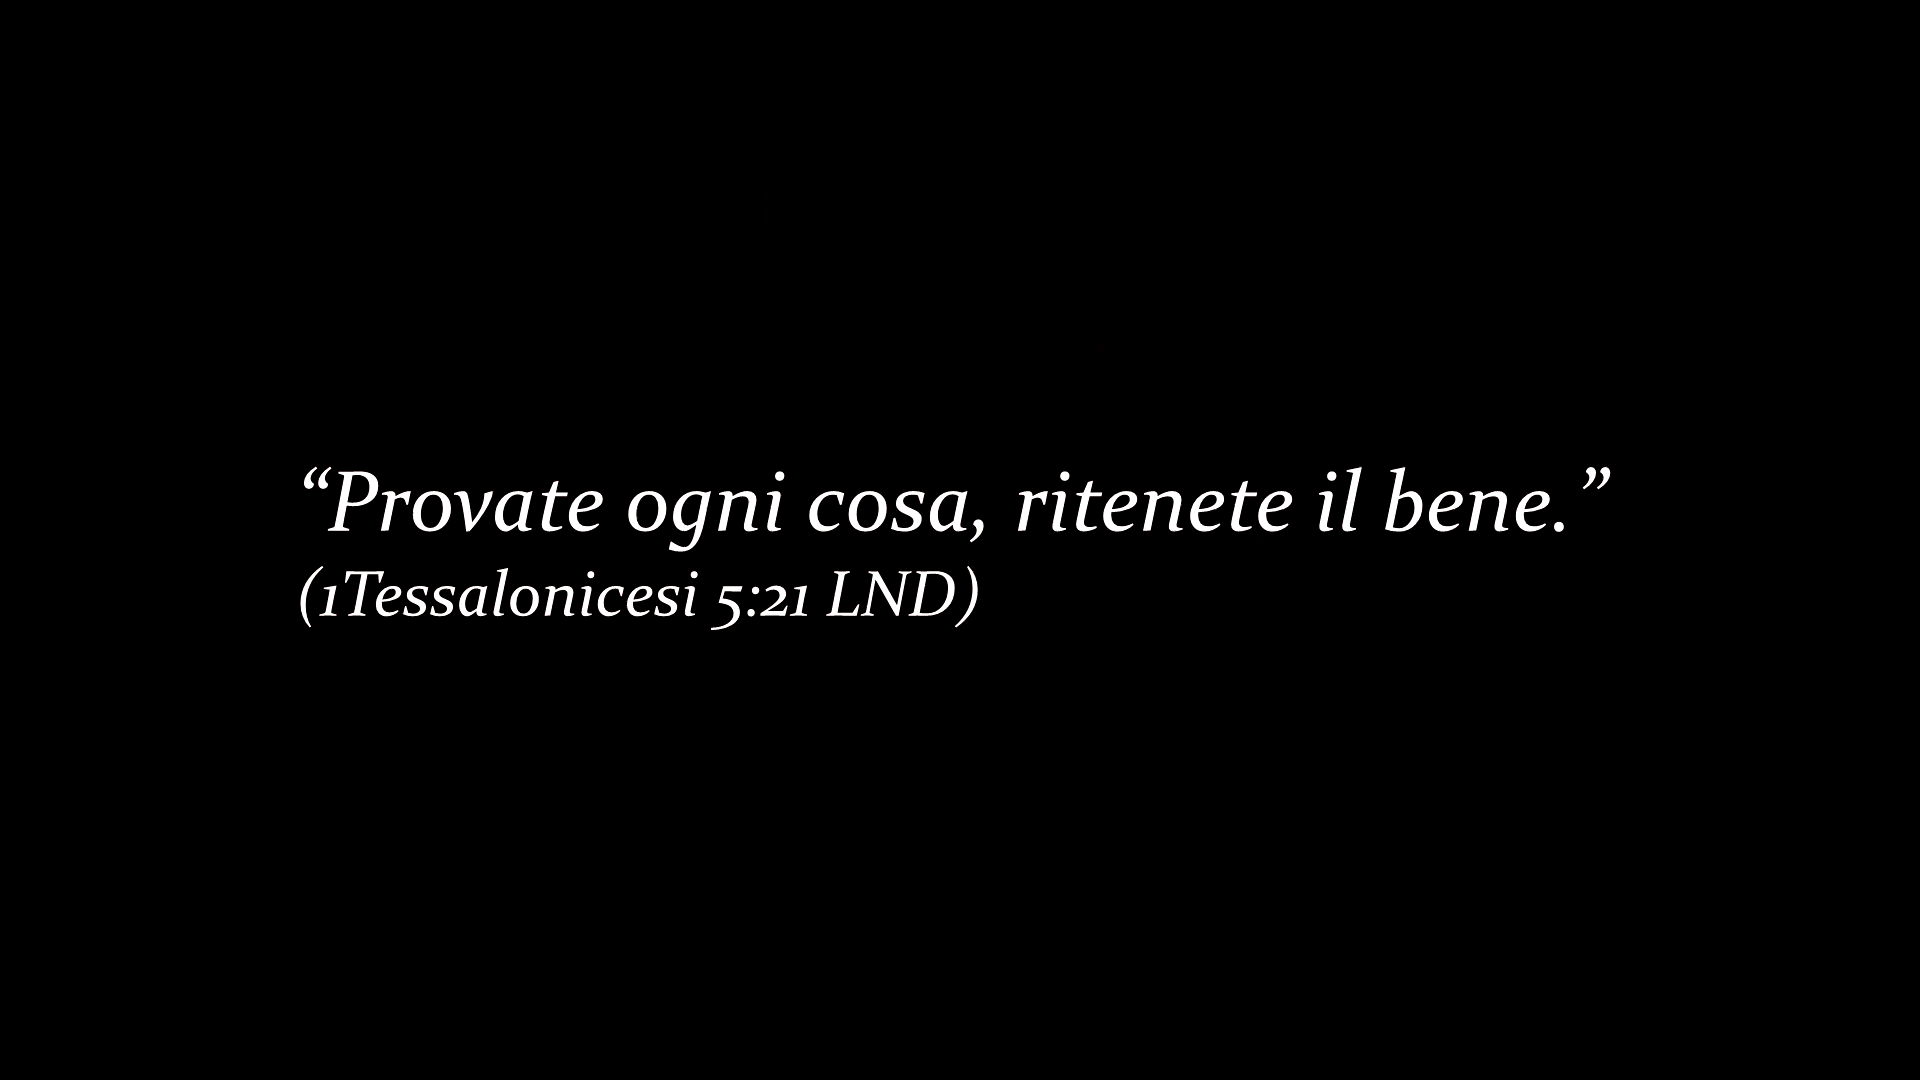 “Provate ogni cosa, ritenete il bene.”
(1Tessalonicesi 5:21 LND)